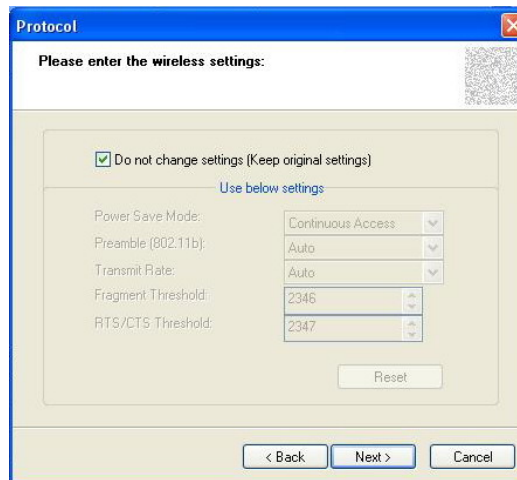 Protocol
Please enter the wireless settings:
Do not change settings (Keep original settings)
Use below settings
Power Save Mode: Continuous Access
Preamble (802.11b): Auto
Transmit Rate: Auto
Fragment Threshold: 2346
RTS/CTS Threshold: 2347
Reset
< Back Next > Cancel